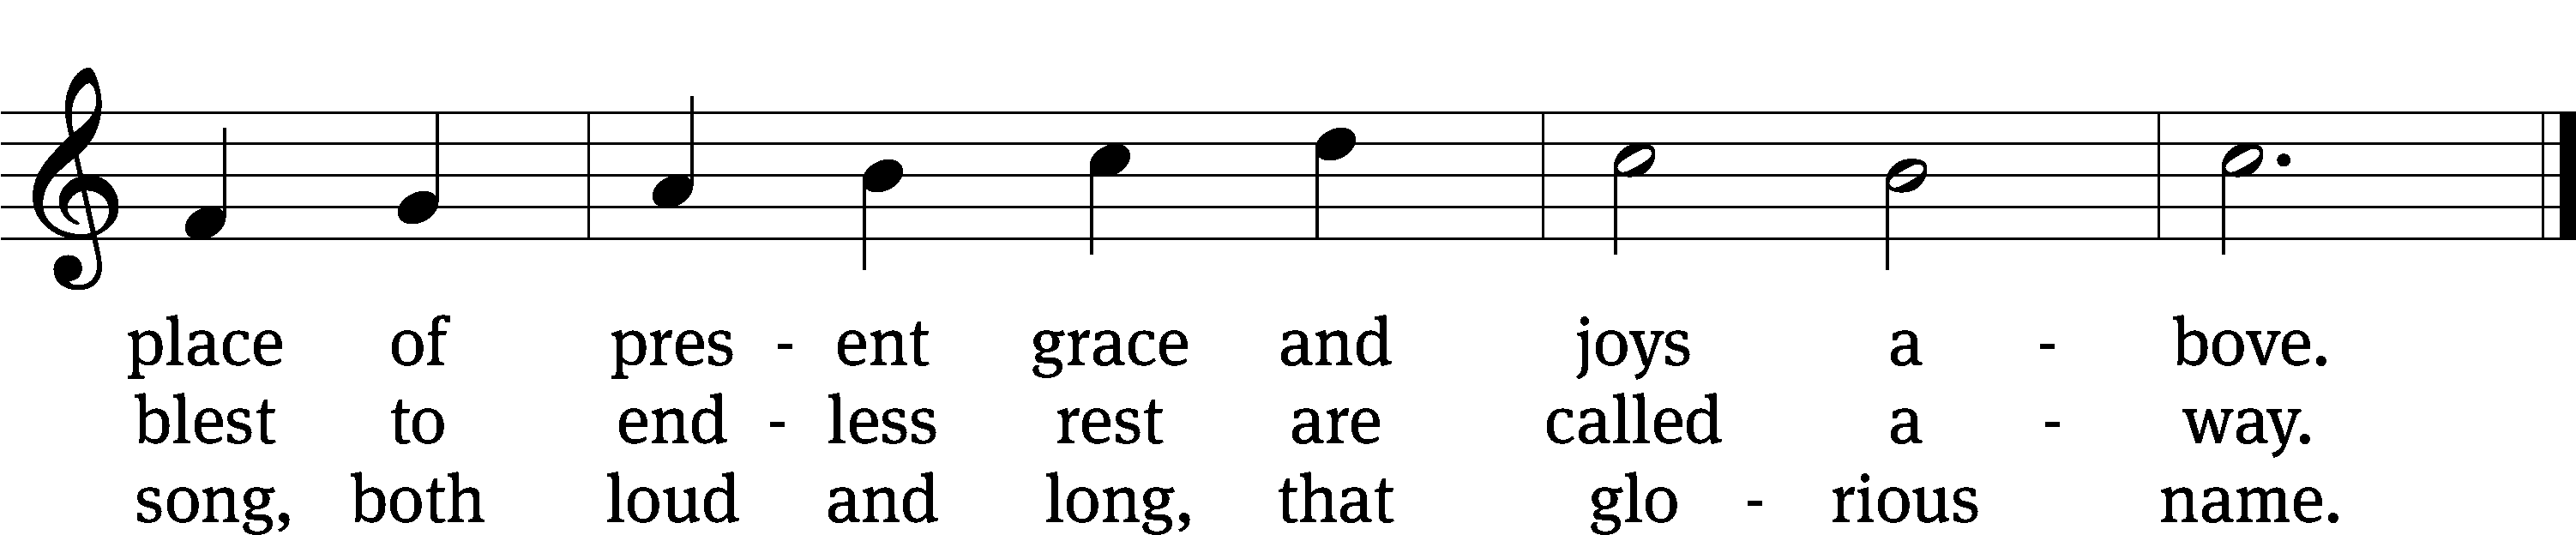 place of pres - ent grace and joys a - bove.
blest to end - less rest are called a - way.
song, both loud and long, that glo - rious name.